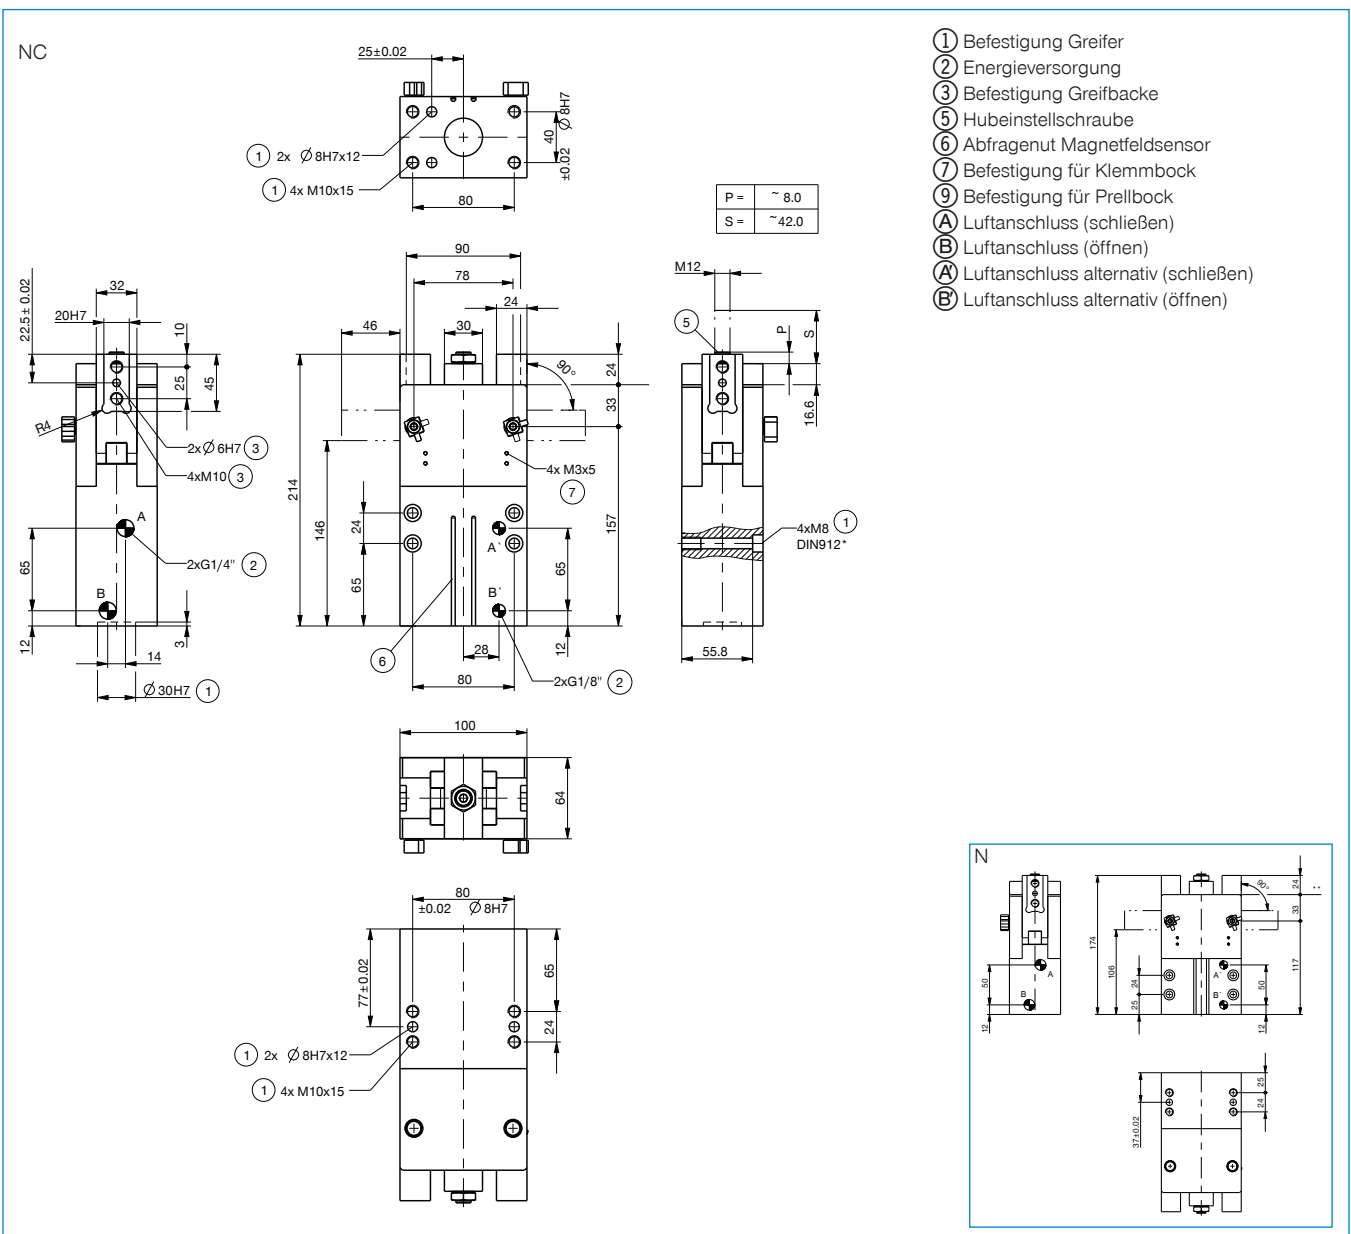 NC
25±0.02
① 2x Ø 8H7x12
① 4x M10x15
80
40
±0.02
Ø 8H7
① Befestigung Greifer
② Energieversorgung
③ Befestigung Greifbacke
⑤ Hubeinstellschraube
⑥ Abfragenut Magnetfeldsensor
⑦ Befestigung für Klemmbock
⑨ Befestigung für Prellbock
Ⓐ Luftanschluss (schließen)
Ⓑ Luftanschluss (öffnen)
A' Luftanschluss alternativ (schließen)
B' Luftanschluss alternativ (öffnen)
P = ~ 8.0
S = ~42.0
22.5±0.02
32
20H7
10
25
45
R4
2xØ 6H7 ③
4xM10 ③
A
2xG1/4" ②
65
B
12
3
14
Ø 30H7 ①
90
78
24
46
30
90°
24
33
214
146
24
65
4x M3x5
⑦
157
A`
65
B`
12
⑥
28
80
2xG1/8" ②
M12
⑤
P
S
16.6
4xM8 ①
DIN912*
55.8
100
64
80
±0.02 Ø 8H7
77±0.02
65
24
① 2x Ø 8H7x12
① 4x M10x15
N
50
12
A
B
174
106
24
25
90°
24
**
33
117
A`
B`
50
12
37±0.02
25
24